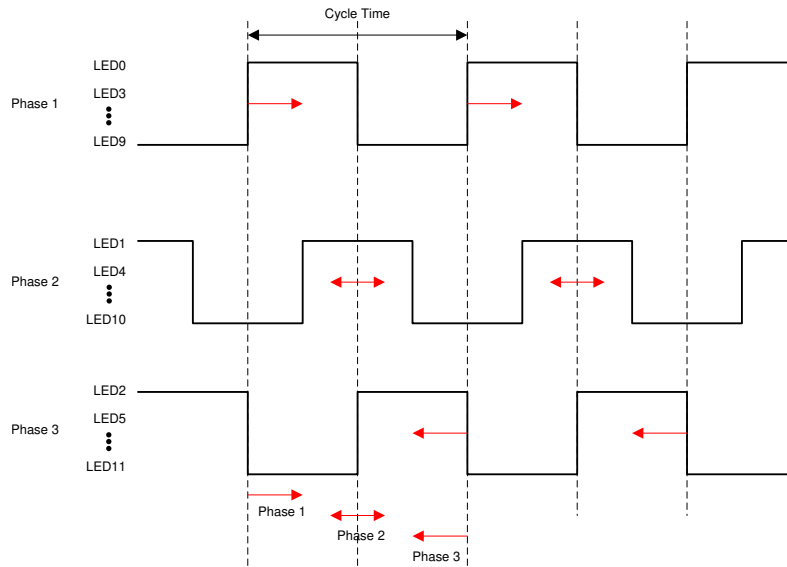 Cycle Time
LED0
Phase 1
LED3
LED9
LED1
LED4
Phase 2
LED10
LED2
LED5
Phase 3
LED11
Phase 1
Phase 2
Phase 3